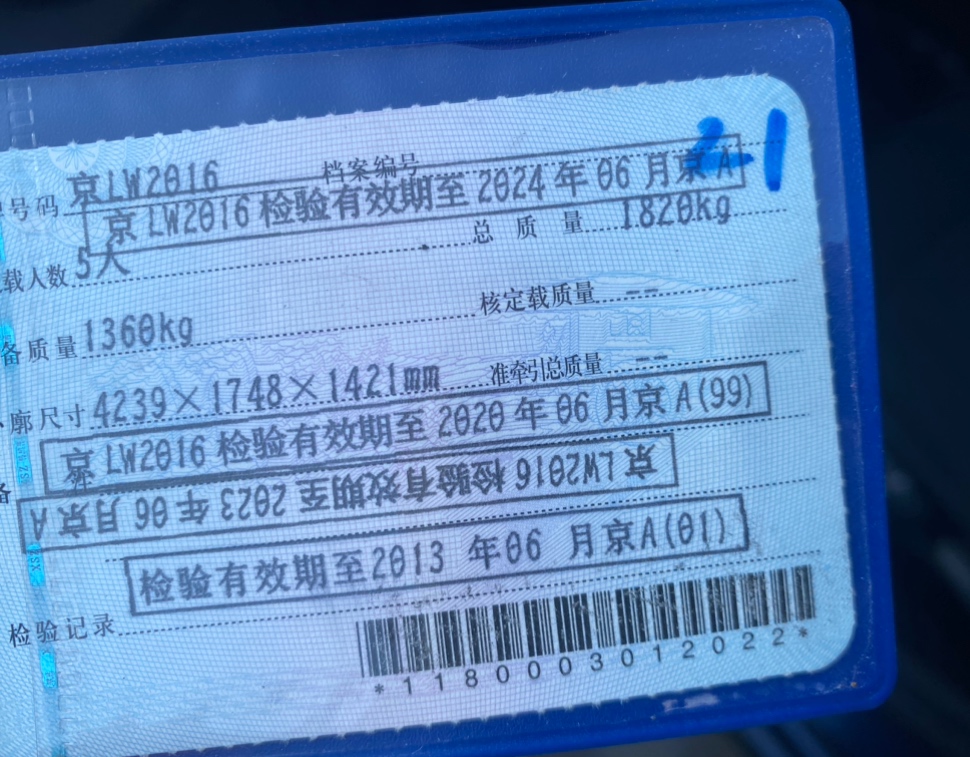 号码 京LW2016 档案编号
2-1
京LW2016检验有效期至2024年06月京A
载人数 5人 总质量 1820kg
备质量 1360kg 核定载质量 --
廓尺寸 4239×1748×1421mm 准牵引总质量 --
京LW2016检验有效期至2020年06月京A(99)
备
京LW2016检验有效期至2023年06月京A
检验有效期至2013 年06 月京A(01)
检验记录
*1180003012022*